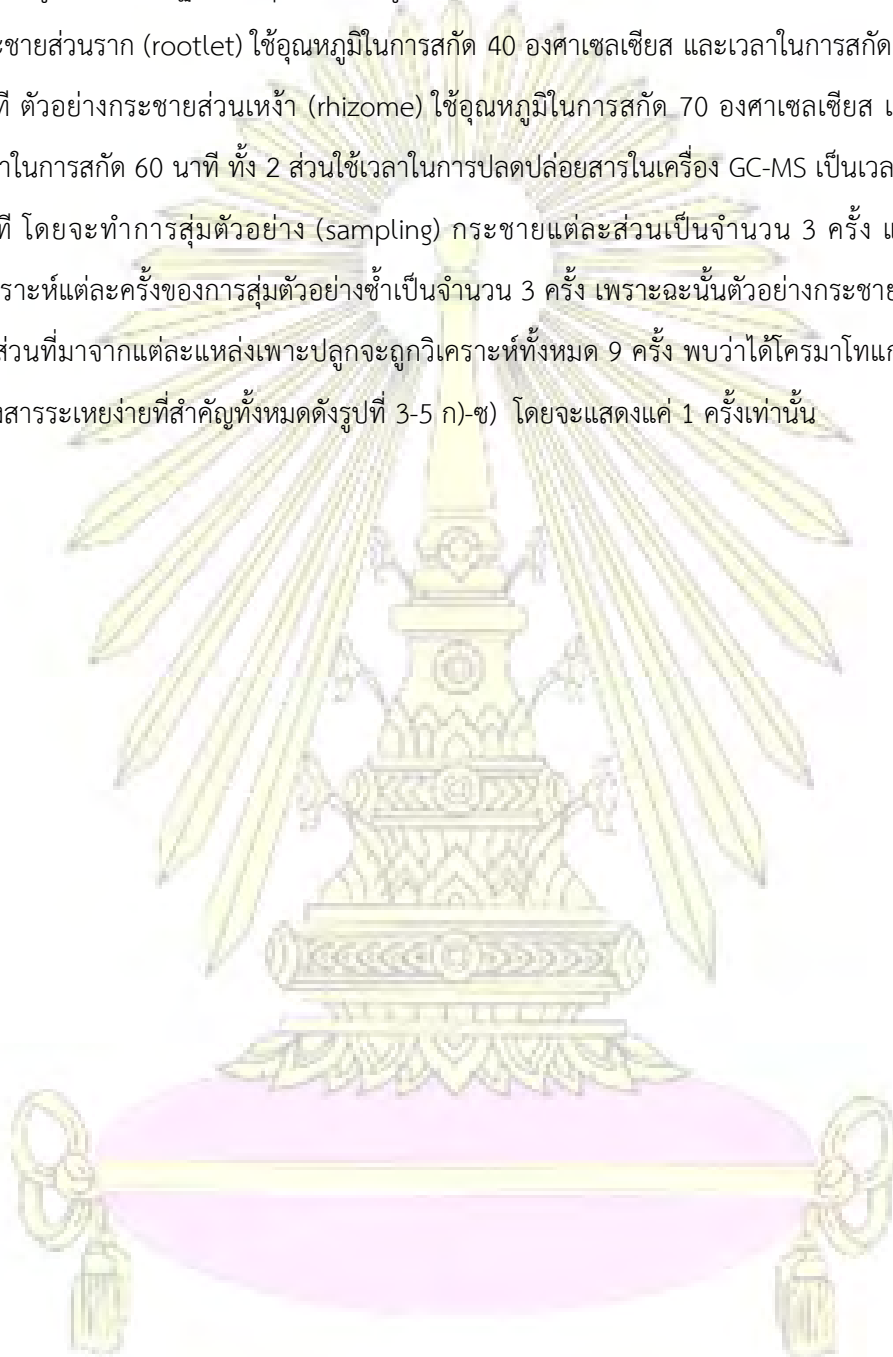 ะชายส่วนราก (rootlet) ใช้อุณหภูมิในการสกัด 40 องศาเซลเซียส และเวลาในการสกัด
ที ตัวอย่างกระชายส่วนเหง้า (rhizome) ใช้อุณหภูมิในการสกัด 70 องศาเซลเซียส แ
าในการสกัด 60 นาที ทั้ง 2 ส่วนใช้เวลาในการปลดปล่อยสารในเครื่อง GC-MS เป็นเวล
ที โดยจะทำการสุ่มตัวอย่าง (sampling) กระชายแต่ละส่วนเป็นจำนวน 3 ครั้ง แ
ราะห์แต่ละครั้งของการสุ่มตัวอย่างซ้ำเป็นจำนวน 3 ครั้ง เพราะฉะนั้นตัวอย่างกระชาย
ส่วนที่มาจากแต่ละแหล่งเพาะปลูกจะถูกวิเคราะห์ทั้งหมด 9 ครั้ง พบว่าได้โครมาโทแก
งสารระเหยง่ายที่สำคัญทั้งหมดดังรูปที่ 3-5 ก)-ซ) โดยจะแสดงแค่ 1 ครั้งเท่านั้น